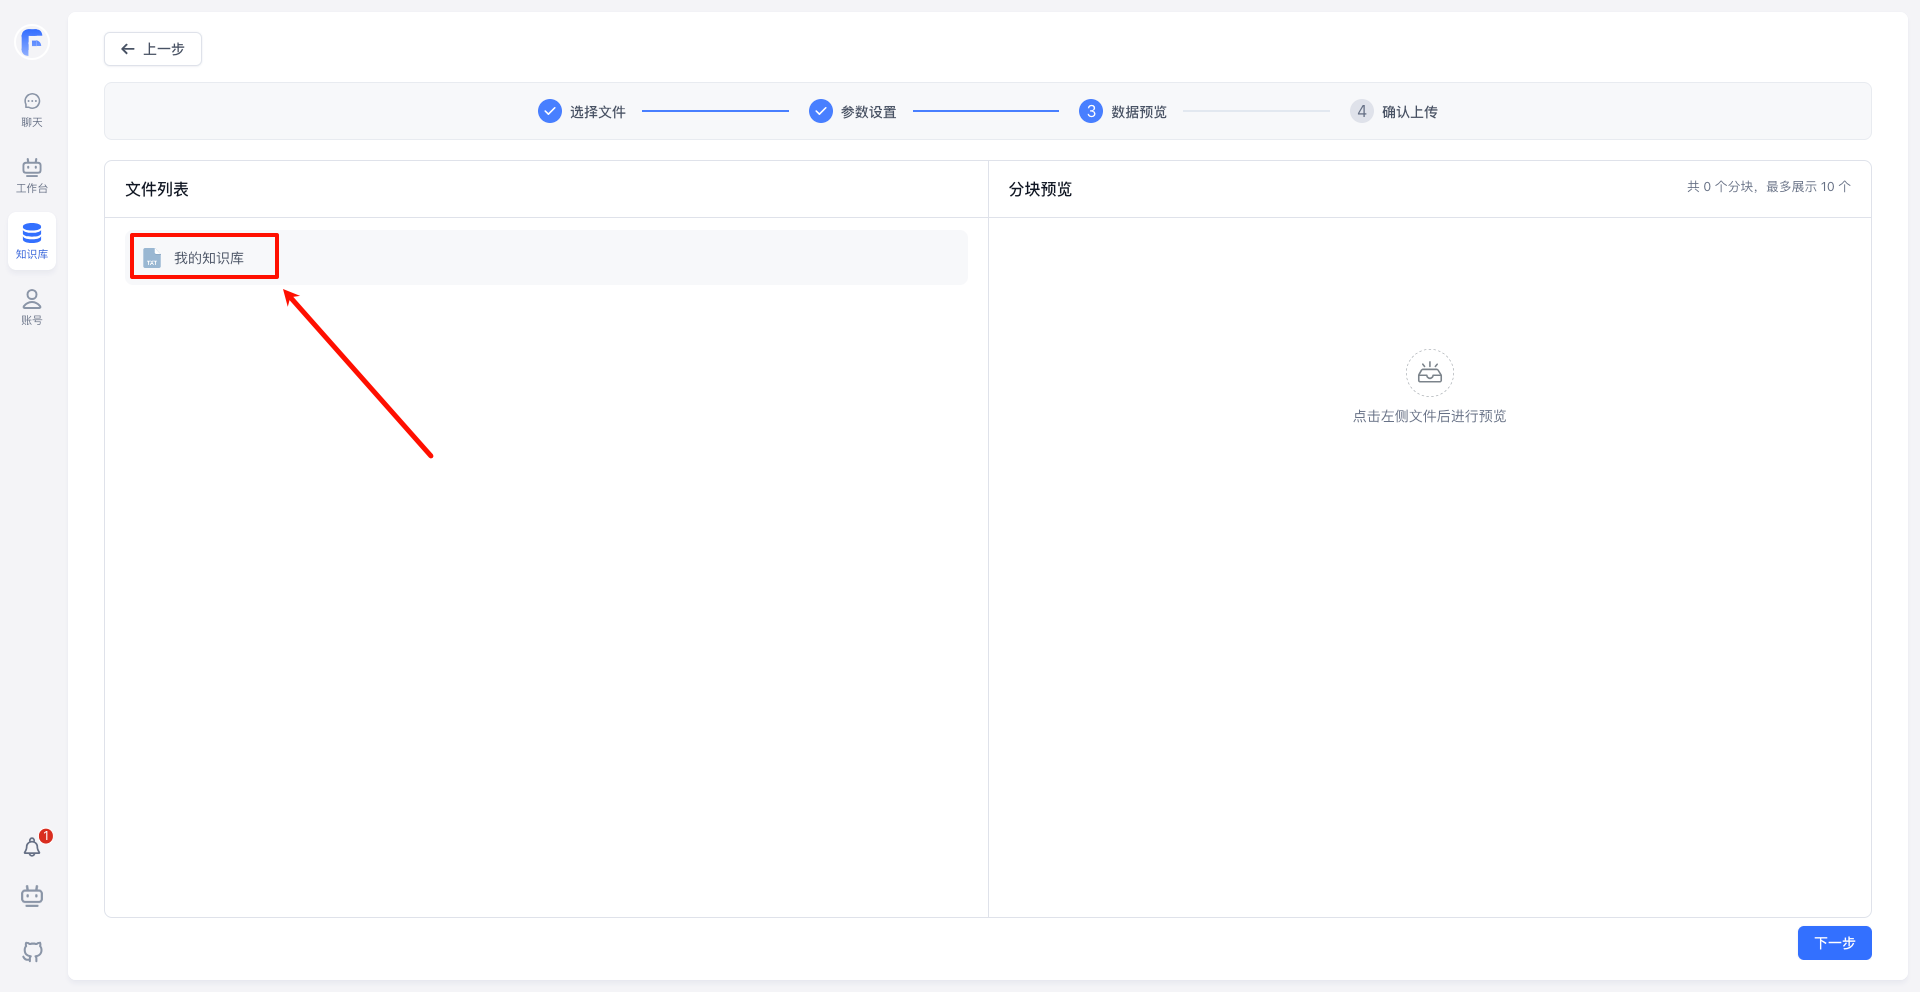 上一步
选择文件
参数设置
3 数据预览
4 确认上传
聊天
工作台
知识库
账号
文件列表
TXT 我的知识库
分块预览
共 0 个分块，最多展示 10 个
点击左侧文件后进行预览
1
下一步